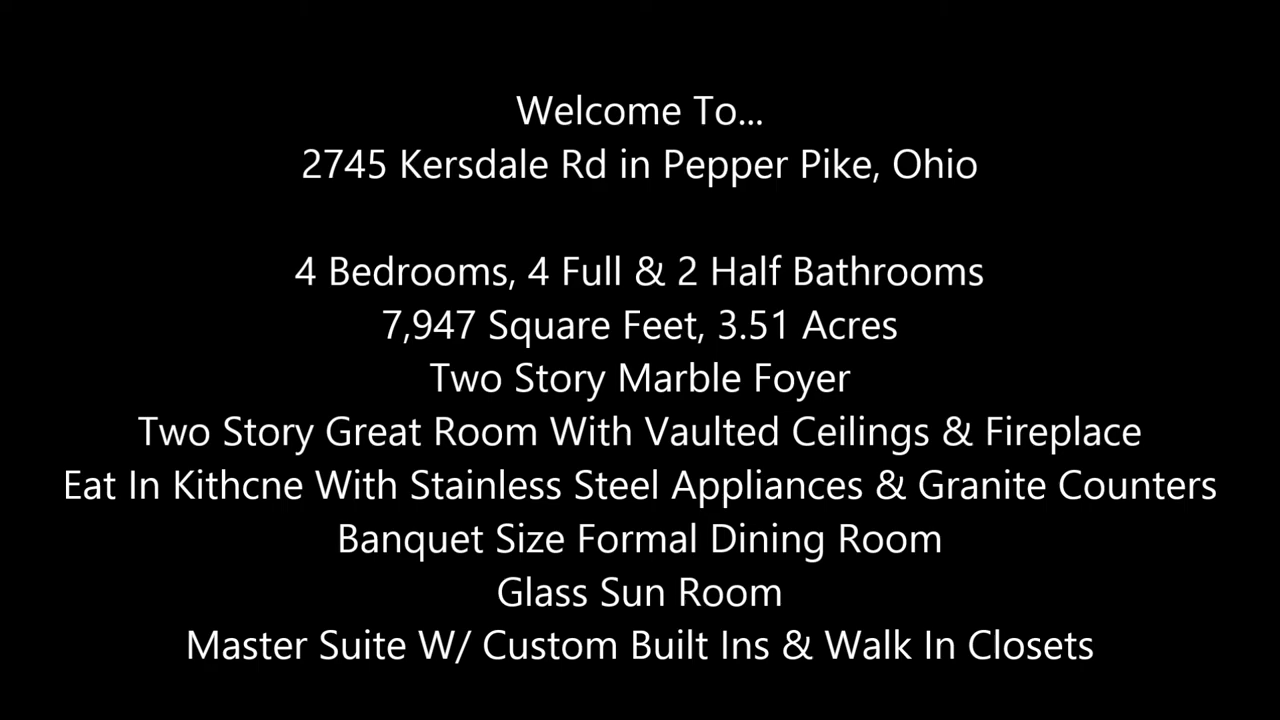 Welcome To...
2745 Kersdale Rd in Pepper Pike, Ohio
4 Bedrooms, 4 Full & 2 Half Bathrooms
7,947 Square Feet, 3.51 Acres
Two Story Marble Foyer
Two Story Great Room With Vaulted Ceilings & Fireplace
Eat In Kithcne With Stainless Steel Appliances & Granite Counters
Banquet Size Formal Dining Room
Glass Sun Room
Master Suite W/ Custom Built Ins & Walk In Closets